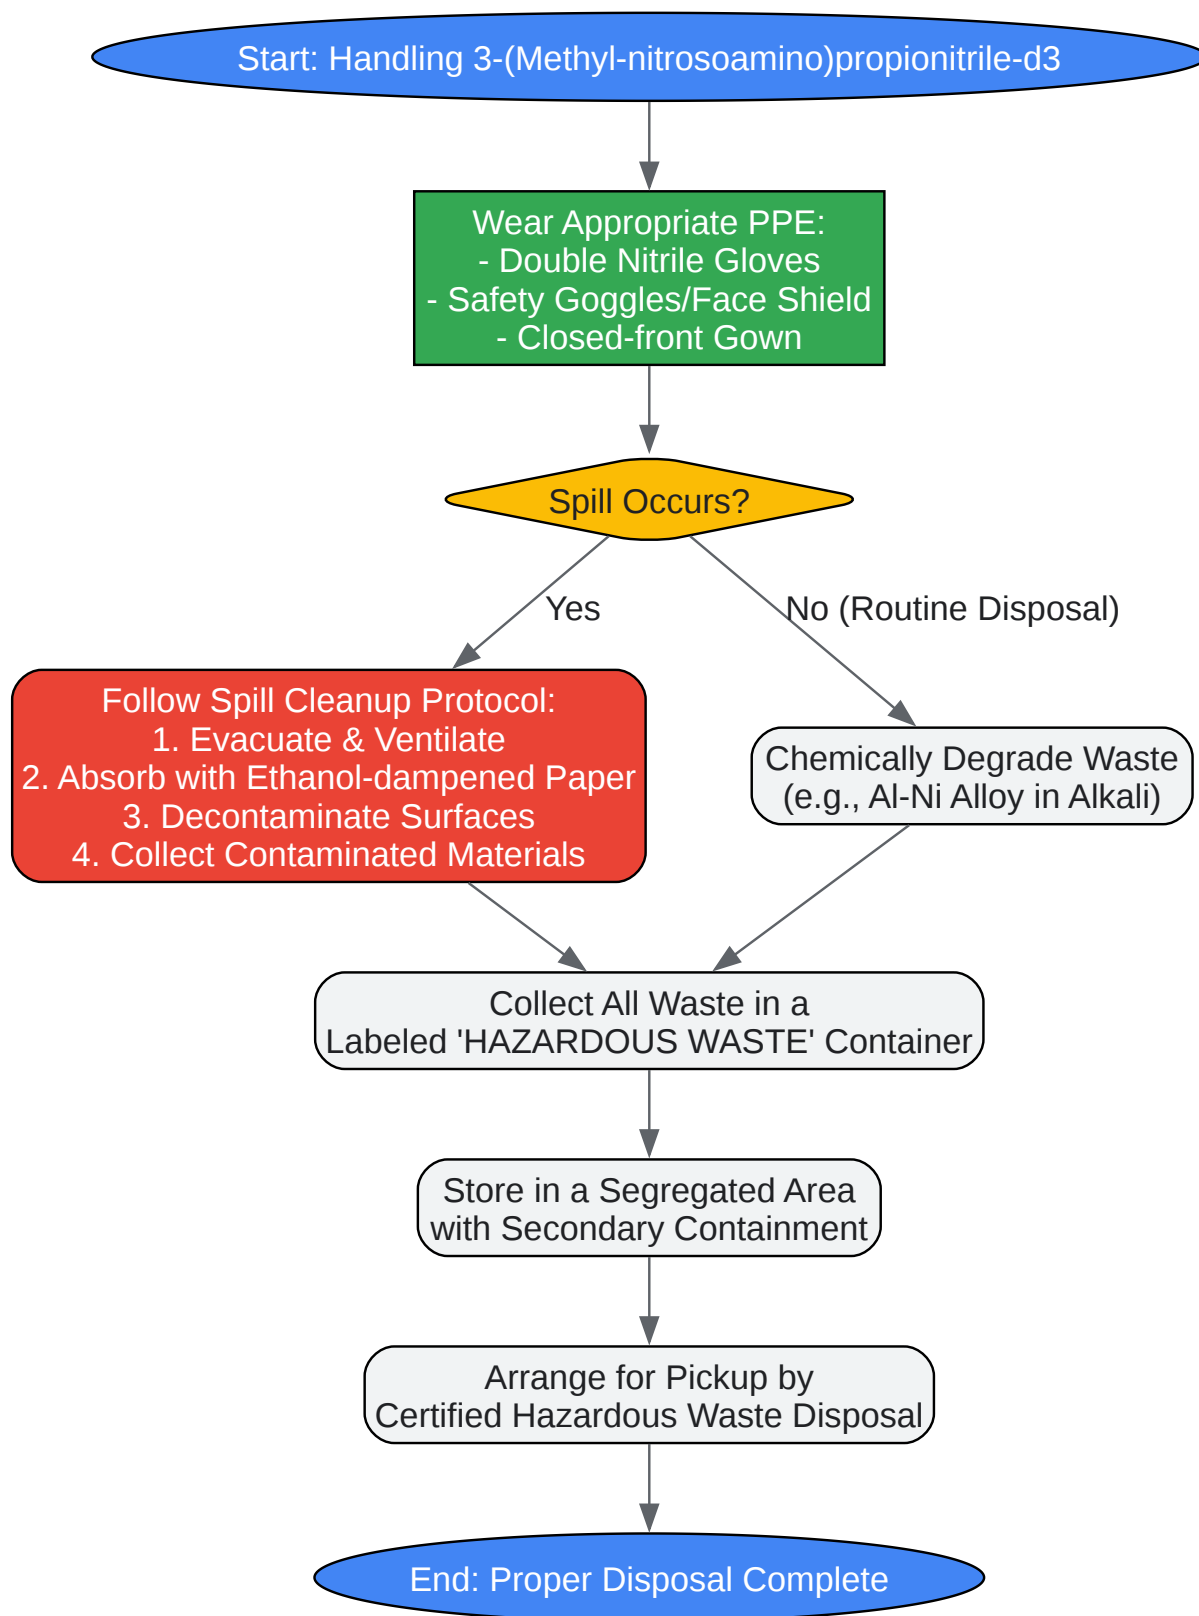 Start: Handling 3-(Methyl-nitrosoamino)propionitrile-d3
Wear Appropriate PPE:
- Double Nitrile Gloves
- Safety Goggles/Face Shield
- Closed-front Gown
Spill Occurs?
Yes
No (Routine Disposal)
Follow Spill Cleanup Protocol:
1. Evacuate & Ventilate
2. Absorb with Ethanol-dampened Paper
3. Decontaminate Surfaces
4. Collect Contaminated Materials
Chemically Degrade Waste
(e.g., Al-Ni Alloy in Alkali)
Collect All Waste in a
Labeled 'HAZARDOUS WASTE' Container
Store in a Segregated Area
with Secondary Containment
Arrange for Pickup by
Certified Hazardous Waste Disposal
End: Proper Disposal Complete